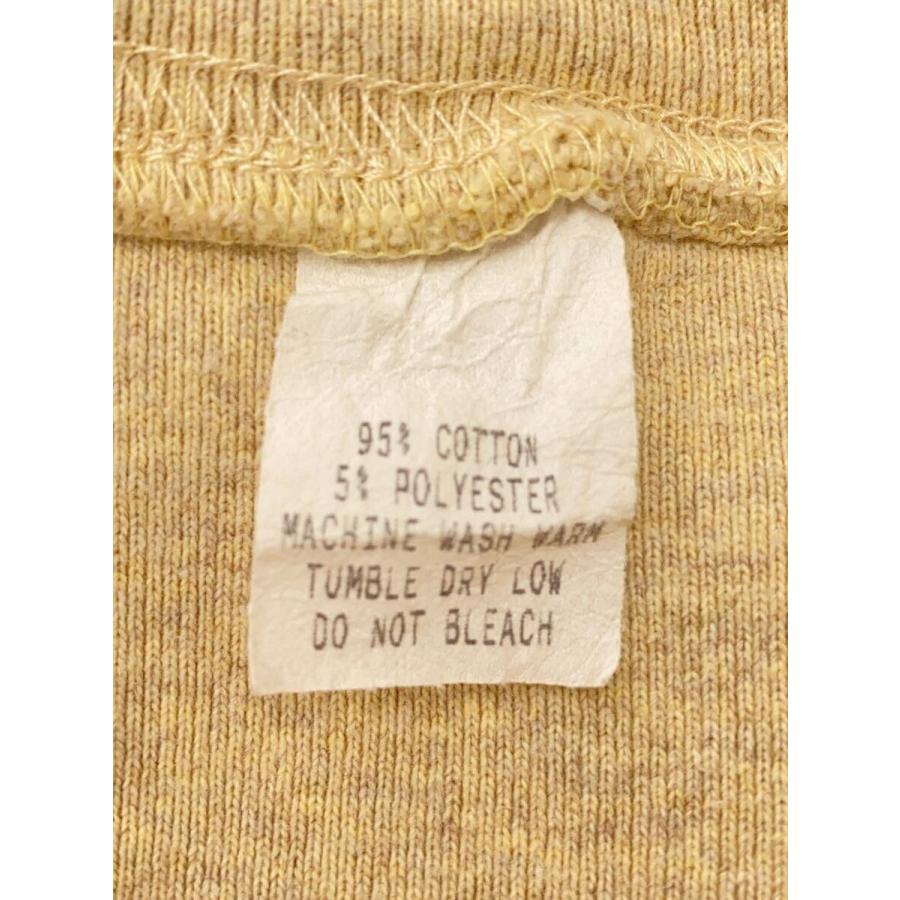 95% COTTON
5% POLYESTER
MACHINE WASH WARM
TUMBLE DRY LOW
DO NOT BLEACH